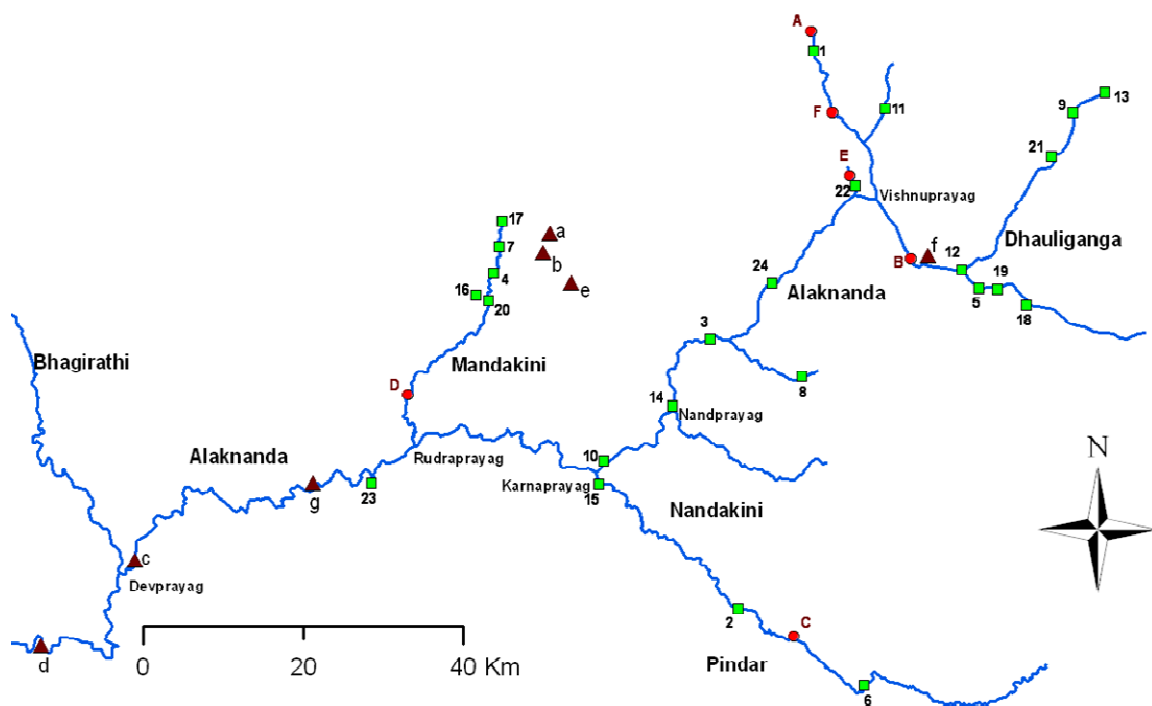 A
1
13
9
F
11
21
E
22
Vishnuprayag
17
a
7
b
f
Dhauliganga
B
12
4
e
24
19
16
5
20
Alaknanda
18
3
Bhagirathi
Mandakini
8
D
14
Nandprayag
Alaknanda
Rudraprayag
10
N
23
g
Karnaprayag
15
Nandakini
c
Devprayag
2
C
0 20 40 Km
d
Pindar
6